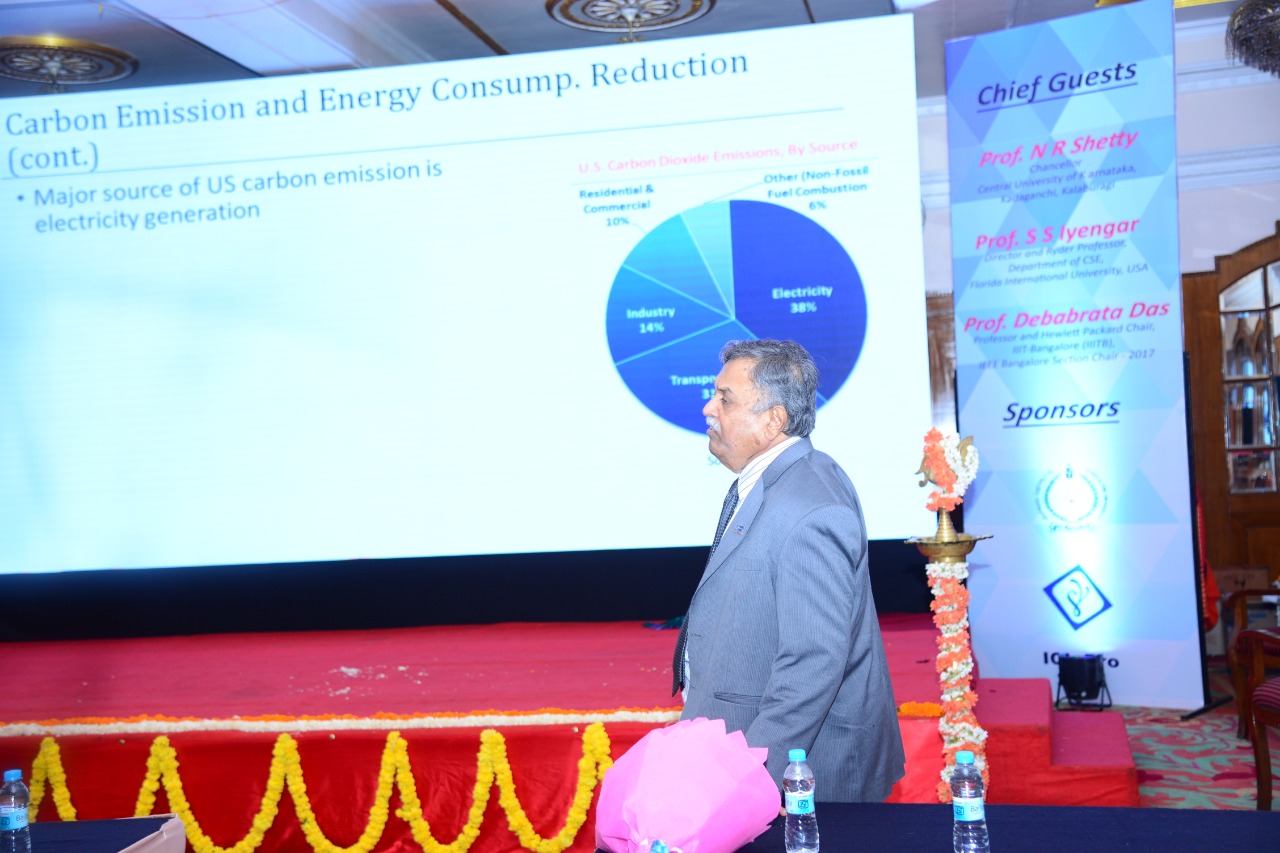 Carbon Emission and Energy Consump. Reduction
(cont.)
• Major source of US carbon emission is
electricity generation
U.S. Carbon Dioxide Emissions, By Source
Residential &
Commercial
10%
Other (Non-Fossil
Fuel Combustion
6%
Electricity
38%
Industry
14%
Chief Guests
Prof. N R Shetty
Chancellor
Central University of Karnataka,
Kadaganchi, Kalaburagi
Prof. S S Iyengar
Director and Ryder Professor,
Department of CSE,
Florida International University, USA
Prof. Debabrata Das
Professor and Hewlett Packard Chair,
IIIT-Bangalore (IIITB),
IEEE Bangalore Section Chair - 2017
Sponsors